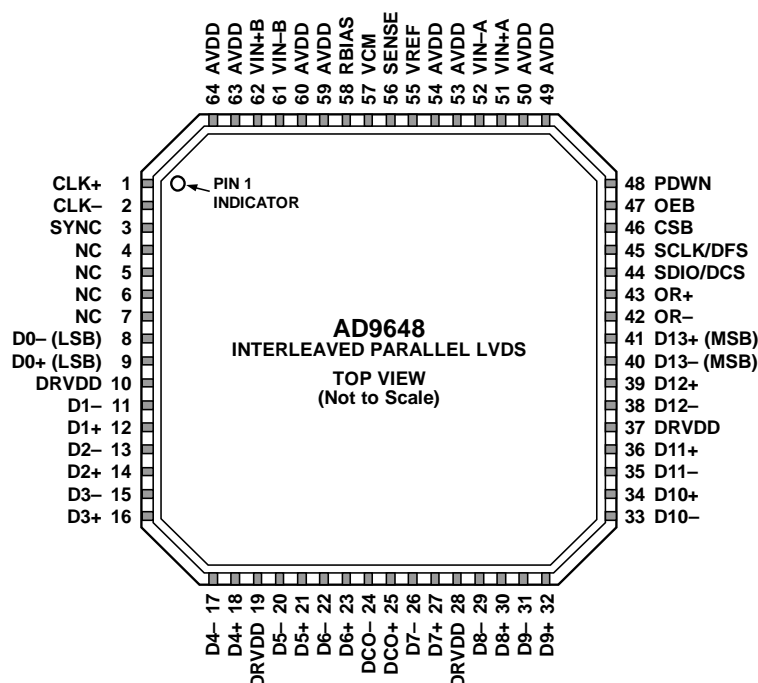 64 AVDD
63 AVDD
62 VIN+B
61 VIN–B
60 AVDD
59 AVDD
58 RBIAS
57 VCM
56 SENSE
55 VREF
54 AVDD
53 AVDD
52 VIN–A
51 VIN+A
50 AVDD
49 AVDD
CLK+ 1
CLK– 2
SYNC 3
NC 4
NC 5
NC 6
NC 7
D0– (LSB) 8
D0+ (LSB) 9
DRVDD 10
D1– 11
D1+ 12
D2– 13
D2+ 14
D3– 15
D3+ 16
PIN 1
INDICATOR
AD9648
INTERLEAVED PARALLEL LVDS
TOP VIEW
(Not to Scale)
48 PDWN
47 OEB
46 CSB
45 SCLK/DFS
44 SDIO/DCS
43 OR+
42 OR–
41 D13+ (MSB)
40 D13– (MSB)
39 D12+
38 D12–
37 DRVDD
36 D11+
35 D11–
34 D10+
33 D10–
D4– 17
D4+ 18
DRVDD 19
D5– 20
D5+ 21
D6– 22
D6+ 23
DCO– 24
DCO+ 25
D7– 26
D7+ 27
DRVDD 28
D8– 29
D8+ 30
D9– 31
D9+ 32